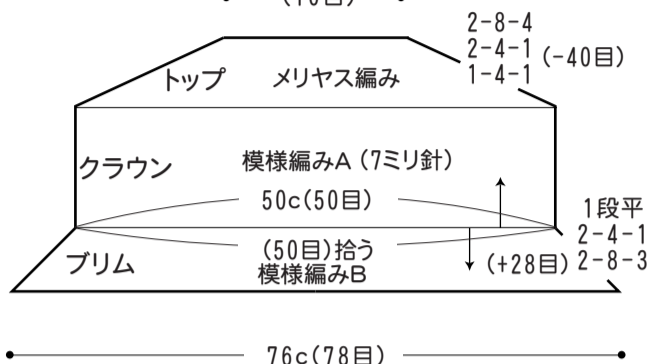 2-8-4
2-4-1 (-40目)
1-4-1
トップ メリヤス編み
クラウン 模様編みA (7ミリ針)
50c(50目)
1段平
2-4-1
(+28目) 2-8-3
(50目)拾う
ブリム 模様編みB
76c(78目)